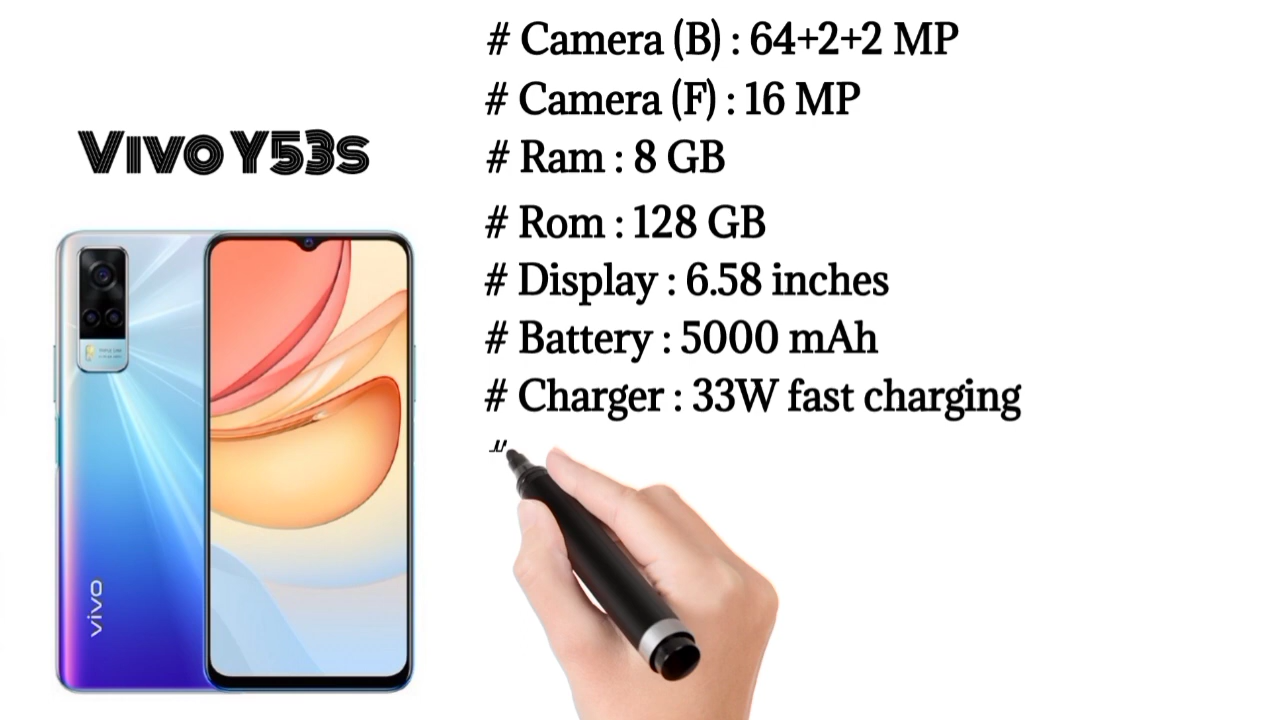 Vivo Y53s
vivo
# Camera (B) : 64+2+2 MP
# Camera (F) : 16 MP
# Ram : 8 GB
# Rom : 128 GB
# Display : 6.58 inches
# Battery : 5000 mAh
# Charger : 33W fast charging